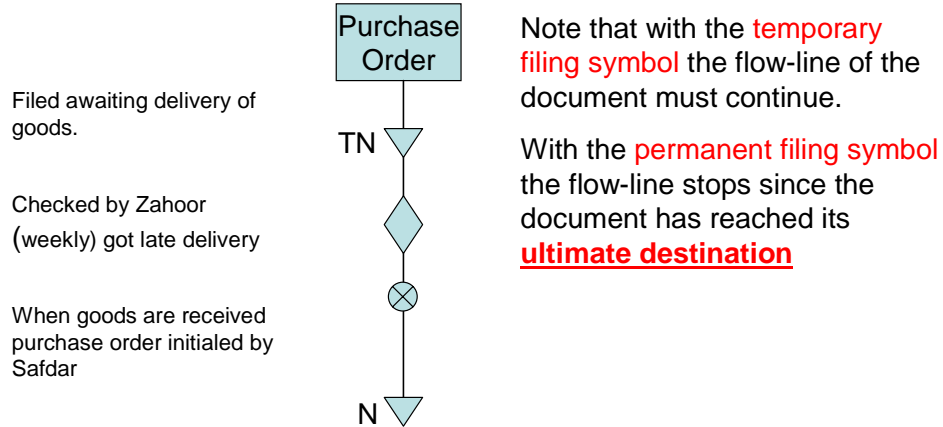 Purchase
Order
Filed awaiting delivery of
goods.
TN
Checked by Zahoor
(weekly) got late delivery
When goods are received
purchase order initialed by
Safdar
N
Note that with the temporary
filing symbol the flow-line of the
document must continue.
With the permanent filing symbol
the flow-line stops since the
document has reached its
ultimate destination